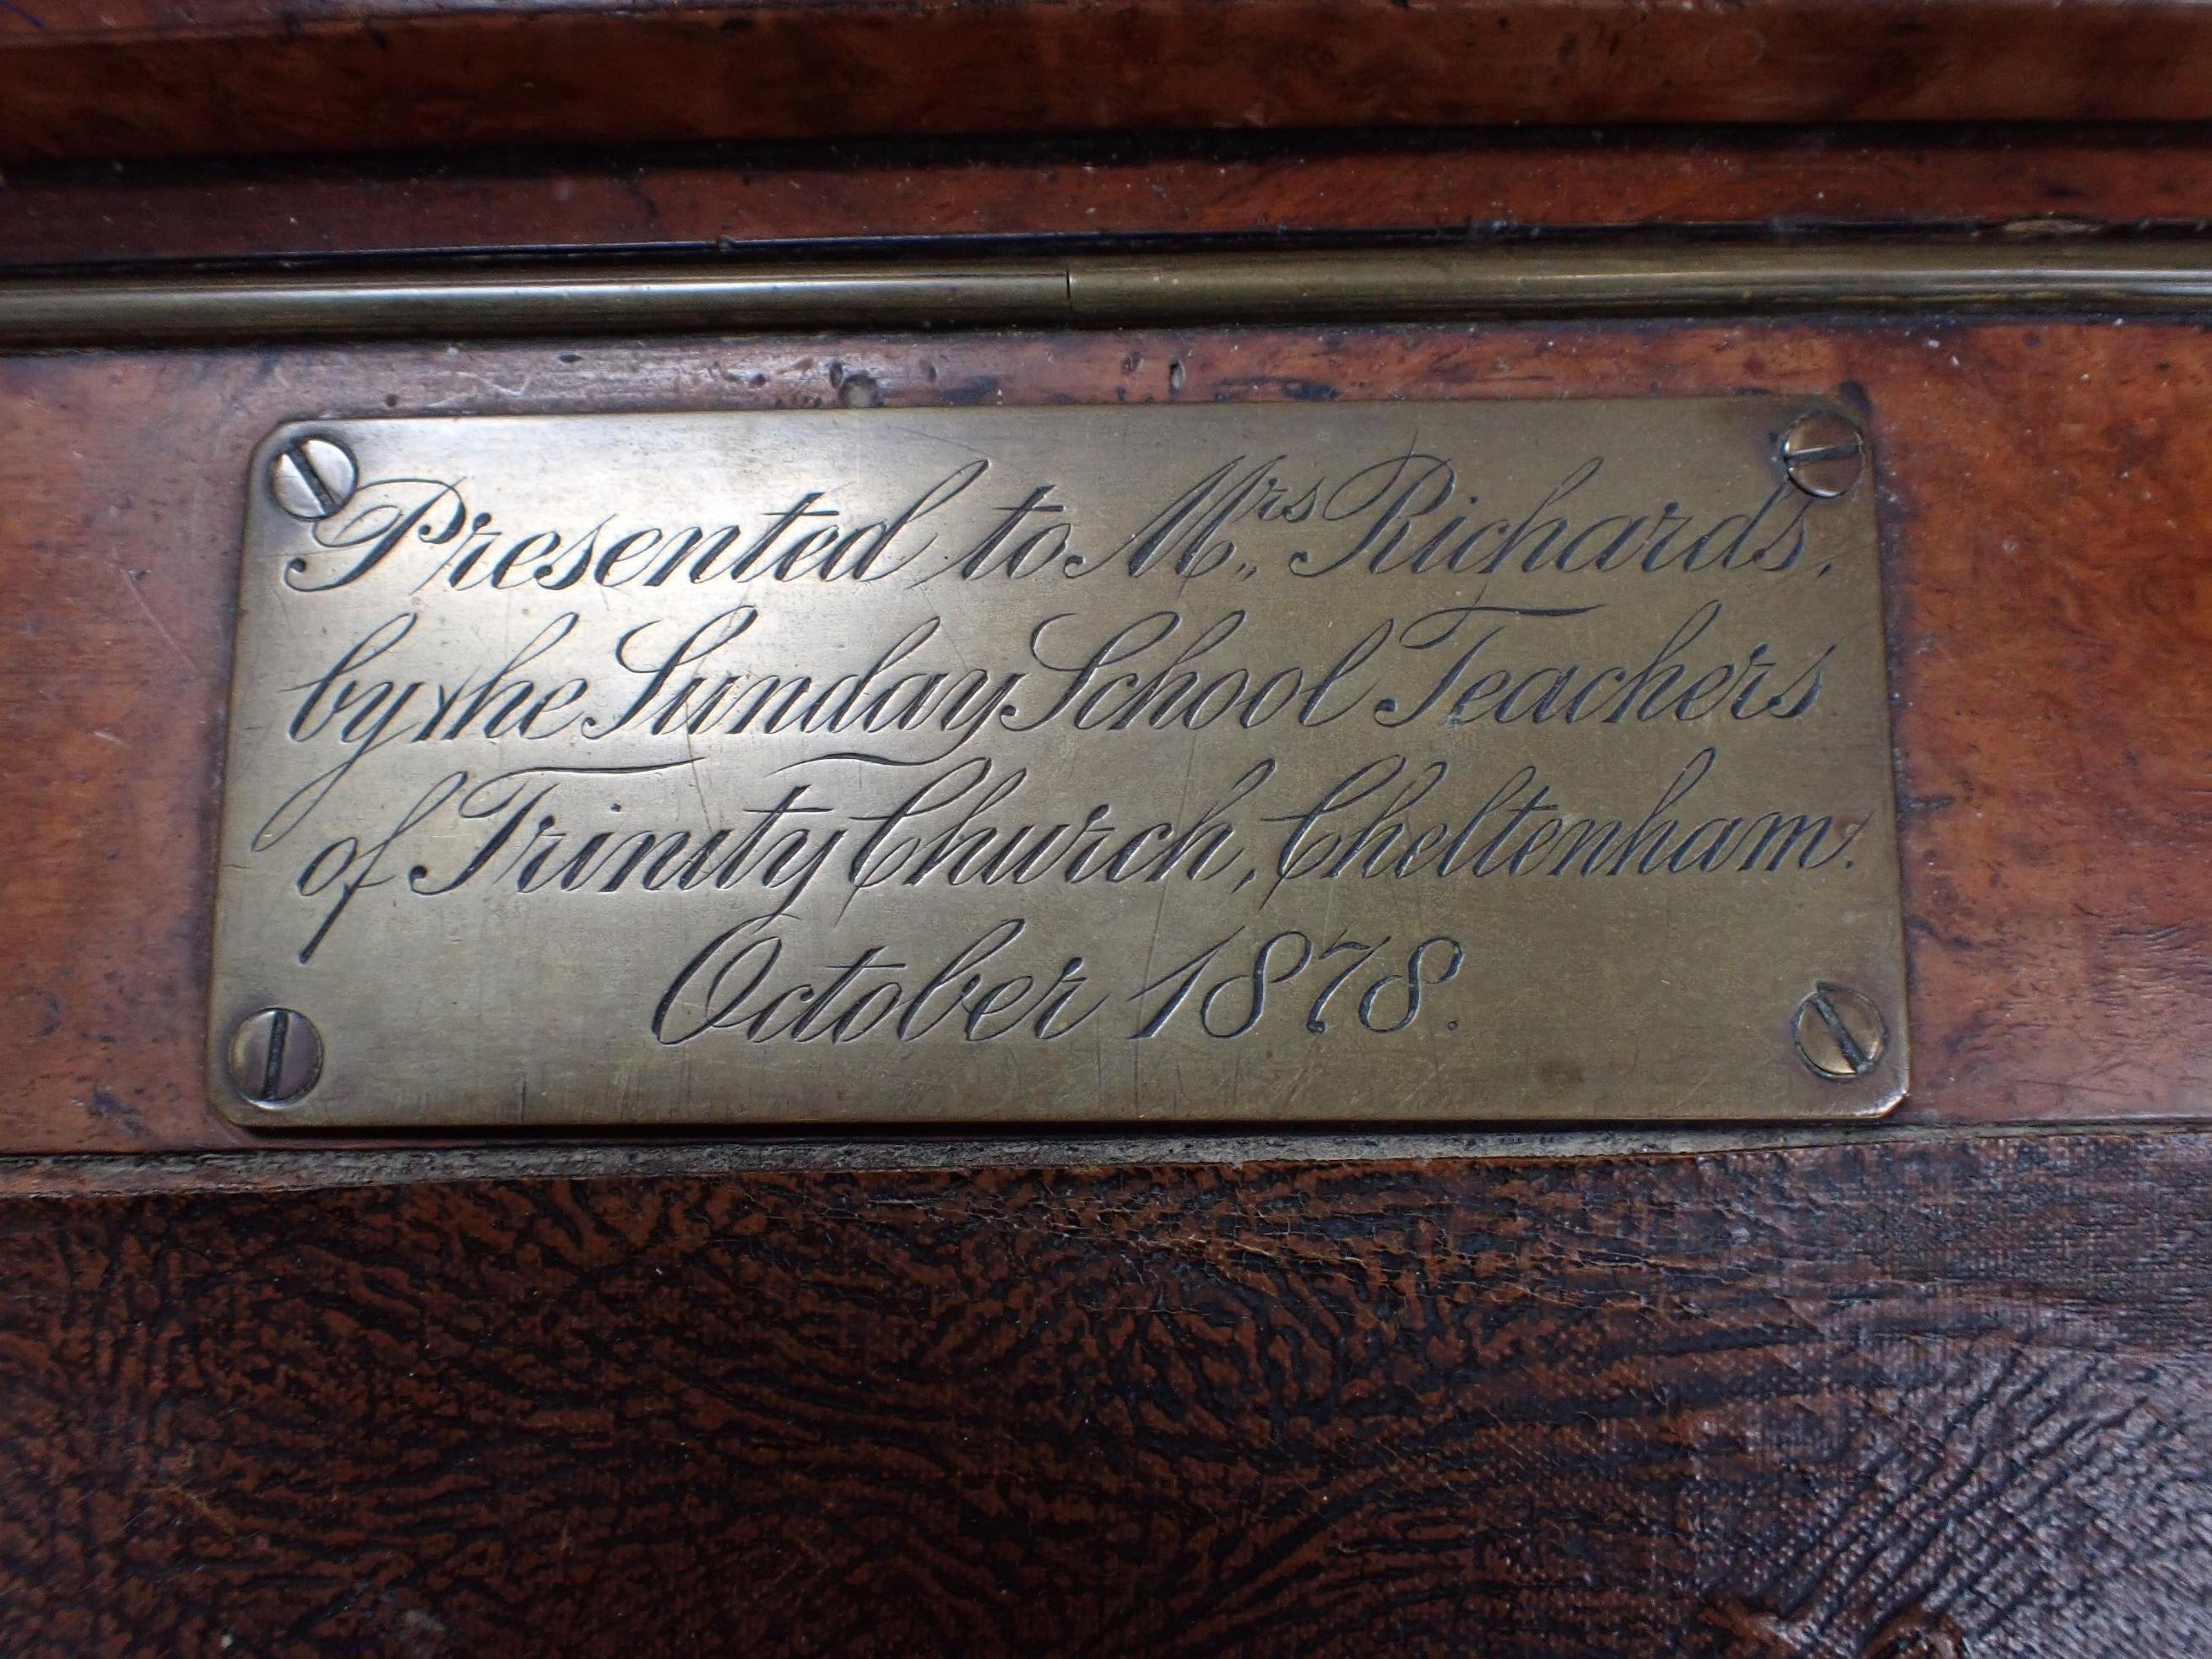 Presented to Mrs Richards,
by the Sunday School Teachers
of Trinity Church, Cheltenham.
October 1878.